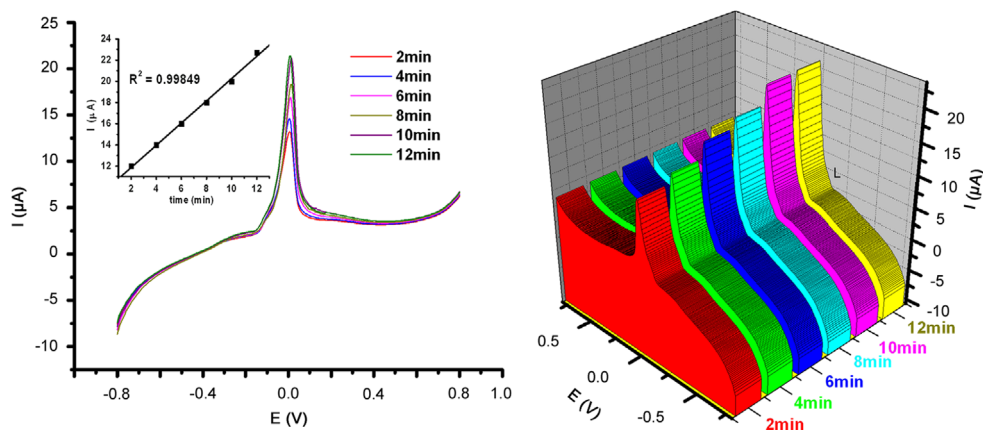 I (µA)
25
20
15
10
5
0
-5
-10
-0.8
-0.4
0.0
0.4
0.8
1.0
E (V)
I (µA)
24
22
20
18
16
14
12
R² = 0.99849
2
4
6
8
10
12
time (min)
2min
4min
6min
8min
10min
12min
0.5
0.0
-0.5
E (V)
2min
4min
6min
8min
10min
12min
20
15
10
5
0
-5
-10
I (µA)
L